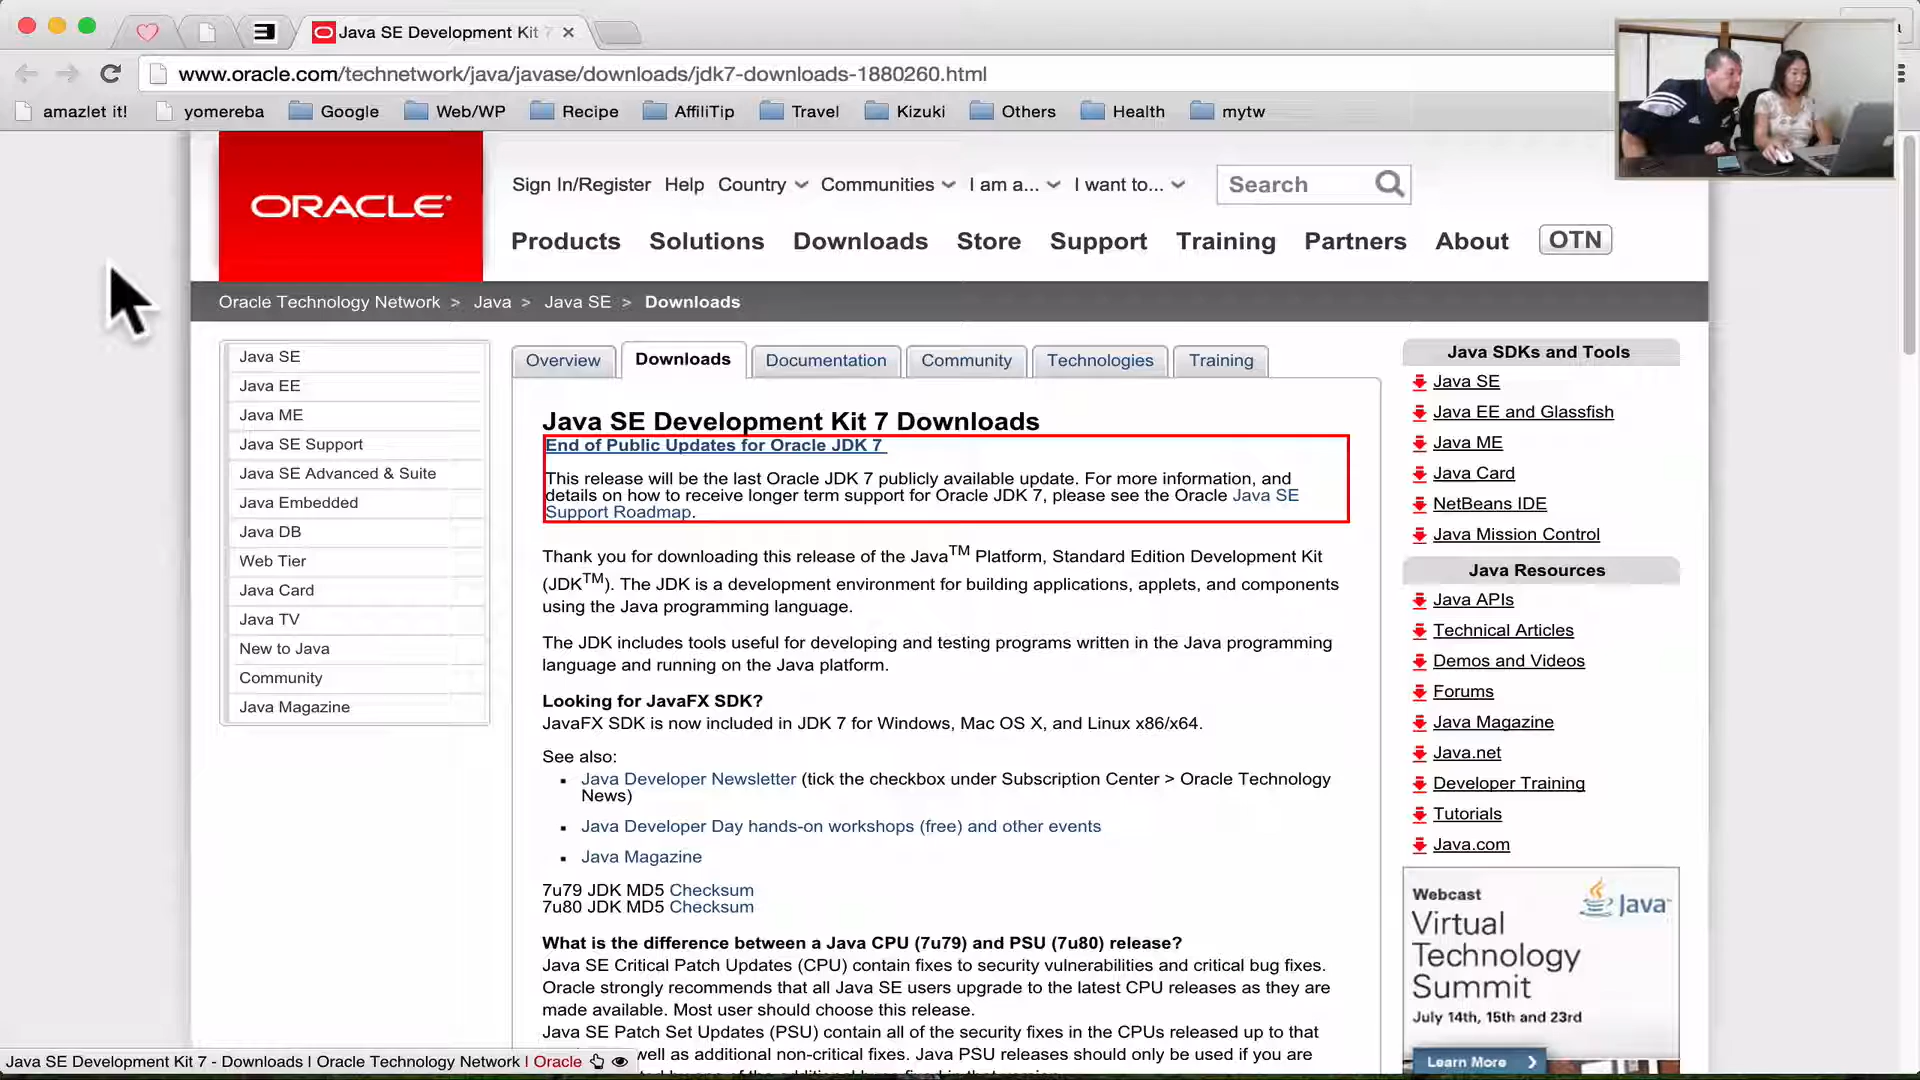 Java SE Development Kit 7
www.oracle.com/technetwork/java/javase/downloads/jdk7-downloads-1880260.html
amazlet it! yomereba Google Web/WP Recipe AffiliTip Travel Kizuki Others Health mytw
ORACLE
Sign In/Register Help Country Communities I am a... I want to... Search
Products Solutions Downloads Store Support Training Partners About OTN
Oracle Technology Network > Java > Java SE > Downloads
Java SE
Java EE
Java ME
Java SE Support
Java SE Advanced & Suite
Java Embedded
Java DB
Web Tier
Java Card
Java TV
New to Java
Community
Java Magazine
Overview Downloads Documentation Community Technologies Training
Java SE Development Kit 7 Downloads
End of Public Updates for Oracle JDK 7
This release will be the last Oracle JDK 7 publicly available update. For more information, and
details on how to receive longer term support for Oracle JDK 7, please see the Oracle Java SE
Support Roadmap.
Thank you for downloading this release of the Java™ Platform, Standard Edition Development Kit
(JDK™). The JDK is a development environment for building applications, applets, and components
using the Java programming language.
The JDK includes tools useful for developing and testing programs written in the Java programming
language and running on the Java platform.
Looking for JavaFX SDK?
JavaFX SDK is now included in JDK 7 for Windows, Mac OS X, and Linux x86/x64.
See also:
▪ Java Developer Newsletter (tick the checkbox under Subscription Center > Oracle Technology
News)
▪ Java Developer Day hands-on workshops (free) and other events
▪ Java Magazine
7u79 JDK MD5 Checksum
7u80 JDK MD5 Checksum
What is the difference between a Java CPU (7u79) and PSU (7u80) release?
Java SE Critical Patch Updates (CPU) contain fixes to security vulnerabilities and critical bug fixes.
Oracle strongly recommends that all Java SE users upgrade to the latest CPU releases as they are
made available. Most user should choose this release.
Java SE Patch Set Updates (PSU) contain all of the security fixes in the CPUs released up to that
well as additional non-critical fixes. Java PSU releases should only be used if you are
Java SDKs and Tools
Java SE
Java EE and Glassfish
Java ME
Java Card
NetBeans IDE
Java Mission Control
Java Resources
Java APIs
Technical Articles
Demos and Videos
Forums
Java Magazine
Java.net
Developer Training
Tutorials
Java.com
Webcast
Java
Virtual
Technology
Summit
July 14th, 15th and 23rd
Learn More
Java SE Development Kit 7 - Downloads | Oracle Technology Network | Oracle